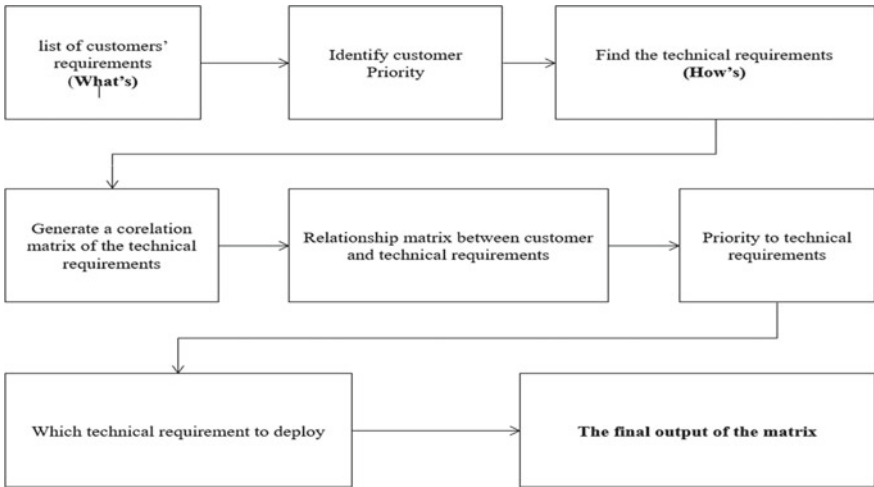 list of customers’
requirements
(What’s)
Identify customer
Priority
Find the technical requirements
(How’s)
Generate a corelation
matrix of the technical
requirements
Relationship matrix between customer
and technical requirements
Priority to technical
requirements
Which technical requirement to deploy
The final output of the matrix